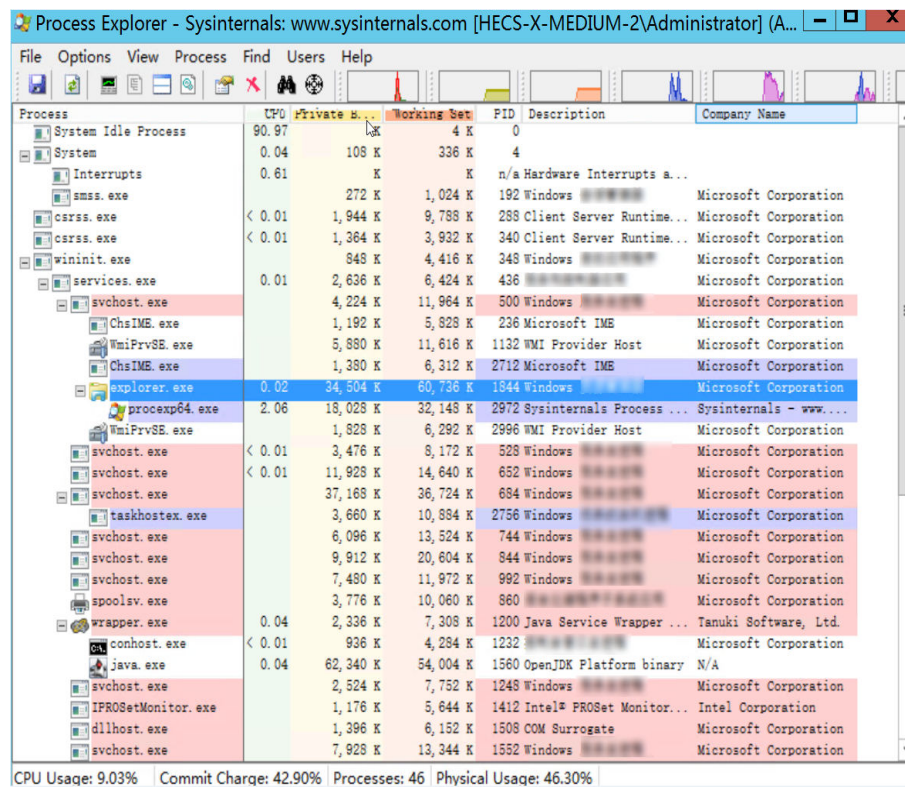 Process Explorer - Sysinternals: www.sysinternals.com [HECS-X-MEDIUM-2\Administrator] (A...
File Options View Process Find Users Help
Process CPU Private B... Working Set PID Description Company Name
System Idle Process 90.97 K 4 K 0
System 0.04 108 K 336 K 4
Interrupts 0.61 K K n/a Hardware Interrupts a...
smss.exe 272 K 1,024 K 192 Windows Microsoft Corporation
csrss.exe < 0.01 1,944 K 9,788 K 288 Client Server Runtime... Microsoft Corporation
csrss.exe < 0.01 1,364 K 3,932 K 340 Client Server Runtime... Microsoft Corporation
wininit.exe 848 K 4,416 K 348 Windows Microsoft Corporation
services.exe 0.01 2,636 K 6,424 K 436 Microsoft Corporation
svchost.exe 4,224 K 11,964 K 500 Windows Microsoft Corporation
ChsIME.exe 1,192 K 5,828 K 236 Microsoft IME Microsoft Corporation
WmiPrvSE.exe 5,880 K 11,616 K 1132 WMI Provider Host Microsoft Corporation
ChsIME.exe 1,380 K 6,312 K 2712 Microsoft IME Microsoft Corporation
explorer.exe 0.02 34,504 K 60,736 K 1844 Windows Microsoft Corporation
procexp64.exe 2.06 18,028 K 32,148 K 2972 Sysinternals Process ... Sysinternals - www....
WmiPrvSE.exe 1,828 K 6,292 K 2996 WMI Provider Host Microsoft Corporation
svchost.exe < 0.01 3,476 K 8,172 K 528 Windows Microsoft Corporation
svchost.exe < 0.01 11,928 K 14,640 K 652 Windows Microsoft Corporation
svchost.exe 37,168 K 36,724 K 684 Windows Microsoft Corporation
taskhostex.exe 3,660 K 10,884 K 2756 Windows Microsoft Corporation
svchost.exe 6,096 K 13,524 K 744 Windows Microsoft Corporation
svchost.exe 9,912 K 20,604 K 844 Windows Microsoft Corporation
svchost.exe 7,480 K 11,972 K 992 Windows Microsoft Corporation
spoolsv.exe 3,776 K 10,060 K 860 Microsoft Corporation
wrapper.exe 0.04 2,336 K 7,308 K 1200 Java Service Wrapper ... Tanuki Software, Ltd.
conhost.exe < 0.01 936 K 4,284 K 1232 Microsoft Corporation
java.exe 0.04 62,340 K 54,004 K 1560 OpenJDK Platform binary N/A
svchost.exe 2,524 K 7,752 K 1248 Windows Microsoft Corporation
IPROSetMonitor.exe 1,176 K 5,644 K 1412 Intel® PROSet Monitor... Intel Corporation
dllhost.exe 1,396 K 6,152 K 1508 COM Surrogate Microsoft Corporation
svchost.exe 7,928 K 13,344 K 1552 Windows Microsoft Corporation
CPU Usage: 9.03% Commit Charge: 42.90% Processes: 46 Physical Usage: 46.30%